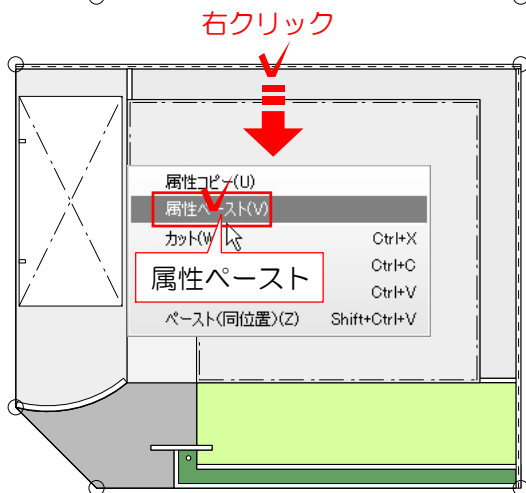 右クリック
属性コピー(U)
属性ペースト(V)
カット(W
Ctrl+X
Ctrl+C
属性ペースト
Ctrl+V
ペースト(同位置)(Z) Shift+Ctrl+V